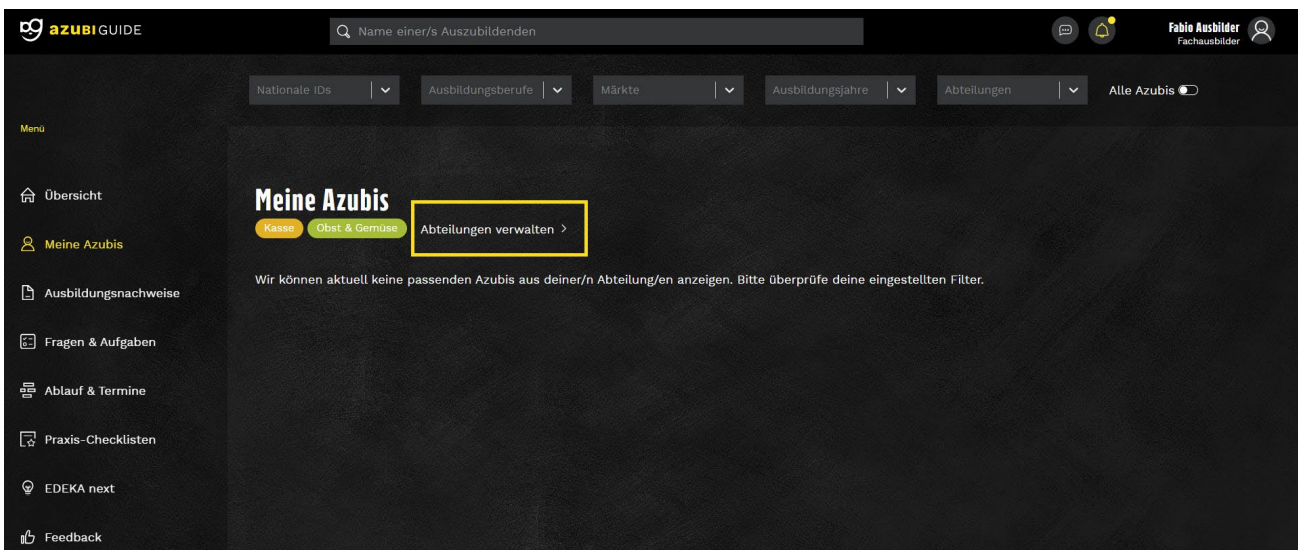 azubiGUIDE
Name einer/s Auszubildenden
Fabio Ausbilder
Fachausbilder
Nationale IDs
Ausbildungsberufe
Märkte
Ausbildungsjahre
Abteilungen
Alle Azubis
Menü
Übersicht
Meine Azubis
Ausbildungsnachweise
Fragen & Aufgaben
Ablauf & Termine
Praxis-Checklisten
EDEKA next
Feedback
Meine Azubis
Kasse
Obst & Gemüse
Abteilungen verwalten >
Wir können aktuell keine passenden Azubis aus deiner/n Abteilung/en anzeigen. Bitte überprüfe deine eingestellten Filter.